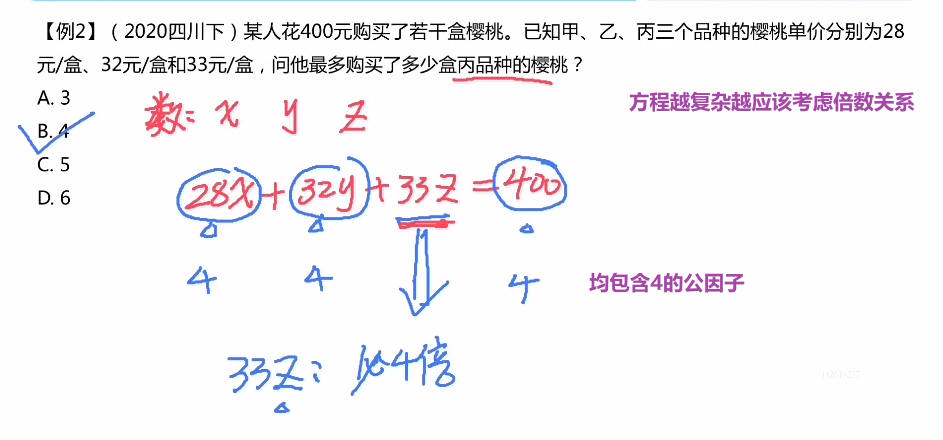 【例2】（2020四川下）某人花400元购买了若干盒樱桃。已知甲、乙、丙三个品种的樱桃单价分别为28
元/盒、32元/盒和33元/盒，问他最多购买了多少盒丙品种的樱桃？
A. 3
方程越复杂越应该考虑倍数关系
数: x y z
B. 4
C. 5
D. 6
28x+32y+33z=400
4 4 4
均包含4的公因子
33z: 必4倍